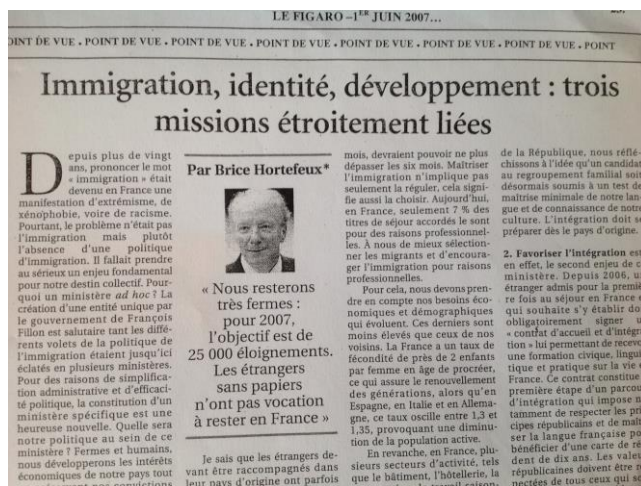 LE FIGARO – 1ER JUIN 2007...
POINT DE VUE • POINT DE VUE • POINT DE VUE • POINT DE VUE • POINT DE VUE • POINT DE VUE • POINT DE VUE • POINT
Immigration, identité, développement : trois
missions étroitement liées
Depuis plus de vingt
ans, prononcer le mot
« immigration » était
devenu en France une
manifestation d'extrémisme, de
xénophobie, voire de racisme.
Pourtant, le problème n'était pas
l'immigration mais plutôt
l'absence d'une politique
d'immigration. Il fallait prendre
au sérieux un enjeu fondamental
pour notre destin collectif. Pour-
quoi un ministère ad hoc ? La
création d'une entité unique par
le gouvernement de François
Fillon est salutaire tant les diffé-
rents volets de la politique de
l'immigration étaient jusqu'ici
éclatés en plusieurs ministères.
Pour des raisons de simplifica-
tion administrative et d'efficaci-
té politique, la constitution d'un
ministère spécifique est une
heureuse nouvelle. Quelle sera
notre politique au sein de ce
ministère ? Fermes et humains,
nous développerons les intérêts
économiques de notre pays tout
convictions
Par Brice Hortefeux*
« Nous resterons
très fermes :
pour 2007,
l'objectif est de
25 000 éloignements.
Les étrangers
sans papiers
n'ont pas vocation
à rester en France »
Je sais que les étrangers de-
vant être raccompagnés dans
leur pays d'origine ont parfois
mois, devraient pouvoir ne plus
dépasser les six mois. Maîtriser
l'immigration n'implique pas
seulement la réguler, cela signi-
fie aussi la choisir. Aujourd'hui,
en France, seulement 7 % des
titres de séjour accordés le sont
pour des raisons professionnel-
les. À nous de mieux sélection-
ner les migrants et d'encoura-
ger l'immigration pour raisons
professionnelles.
Pour cela, nous devons pren-
dre en compte nos besoins éco-
nomiques et démographiques
qui évoluent. Ces derniers sont
moins élevés que ceux de nos
voisins. La France a un taux de
fécondité de près de 2 enfants
par femme en âge de procréer,
ce qui assure le renouvellement
des générations, alors qu'en
Espagne, en Italie et en Allema-
gne, ce taux oscille entre 1,3 et
1,35, provoquant une diminu-
tion de la population active.
En revanche, en France, plu-
sieurs secteurs d'activité, tels
que le bâtiment, l'hôtellerie, la
de la République, nous réflé-
chissons à l'idée qu'un candidat
au regroupement familial soit
désormais soumis à un test de
maîtrise minimale de notre lan-
gue et de connaissance de notre
culture. L'intégration doit se
préparer dès le pays d'origine.
2. Favoriser l'intégration est
en effet, le second enjeu de c
ministère. Depuis 2006, u
étranger admis pour la premiè
re fois au séjour en France e
qui souhaite s'y établir do
obligatoirement signer u
« contrat d'accueil et d'intégr
tion » lui permettant de recevo
une formation civique, lingui
tique et pratique sur la vie e
France. Ce contrat constitue
première étape d'un parcou
d'intégration qui impose n
tamment de respecter les pri
cipes républicains et de maît
ser la langue française po
bénéficier d'une carte de ré
dent de dix ans. Les valeu
républicaines doivent être r
pectées de tous ceux qui s